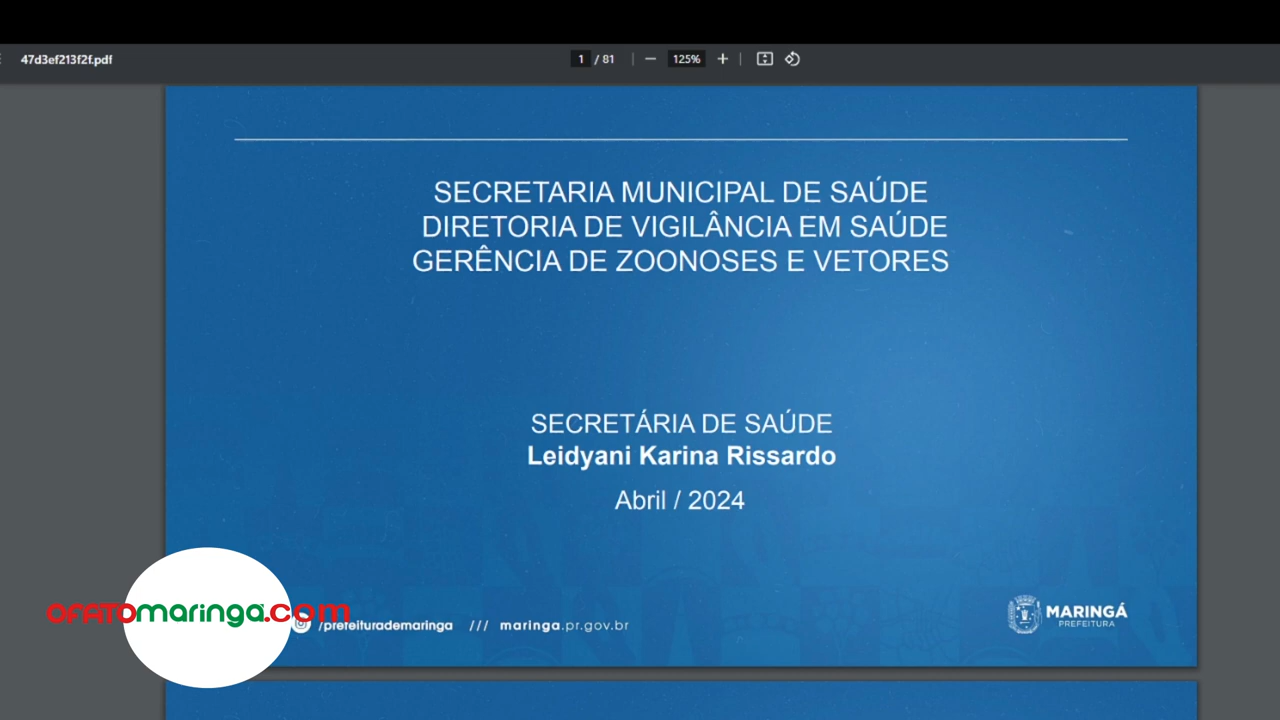 47d3ef213f2f.pdf
1 / 81
125%
SECRETARIA MUNICIPAL DE SAÚDE
DIRETORIA DE VIGILÂNCIA EM SAÚDE
GERÊNCIA DE ZOONOSES E VETORES
SECRETÁRIA DE SAÚDE
Leidyani Karina Rissardo
Abril / 2024
OFATOmaringa.com
/prefeiturademaringa /// maringa.pr.gov.br
MARINGÁ
PREFEITURA